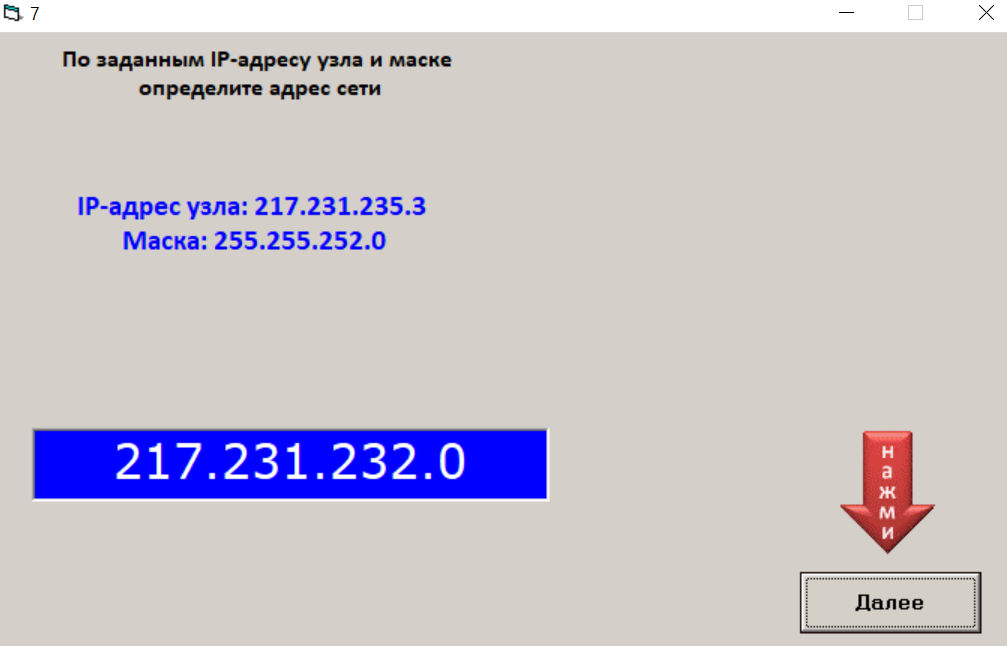 7
По заданным IP-адресу узла и маске
определите адрес сети
IP-адрес узла: 217.231.235.3
Маска: 255.255.252.0
217.231.232.0
нажми
Далее